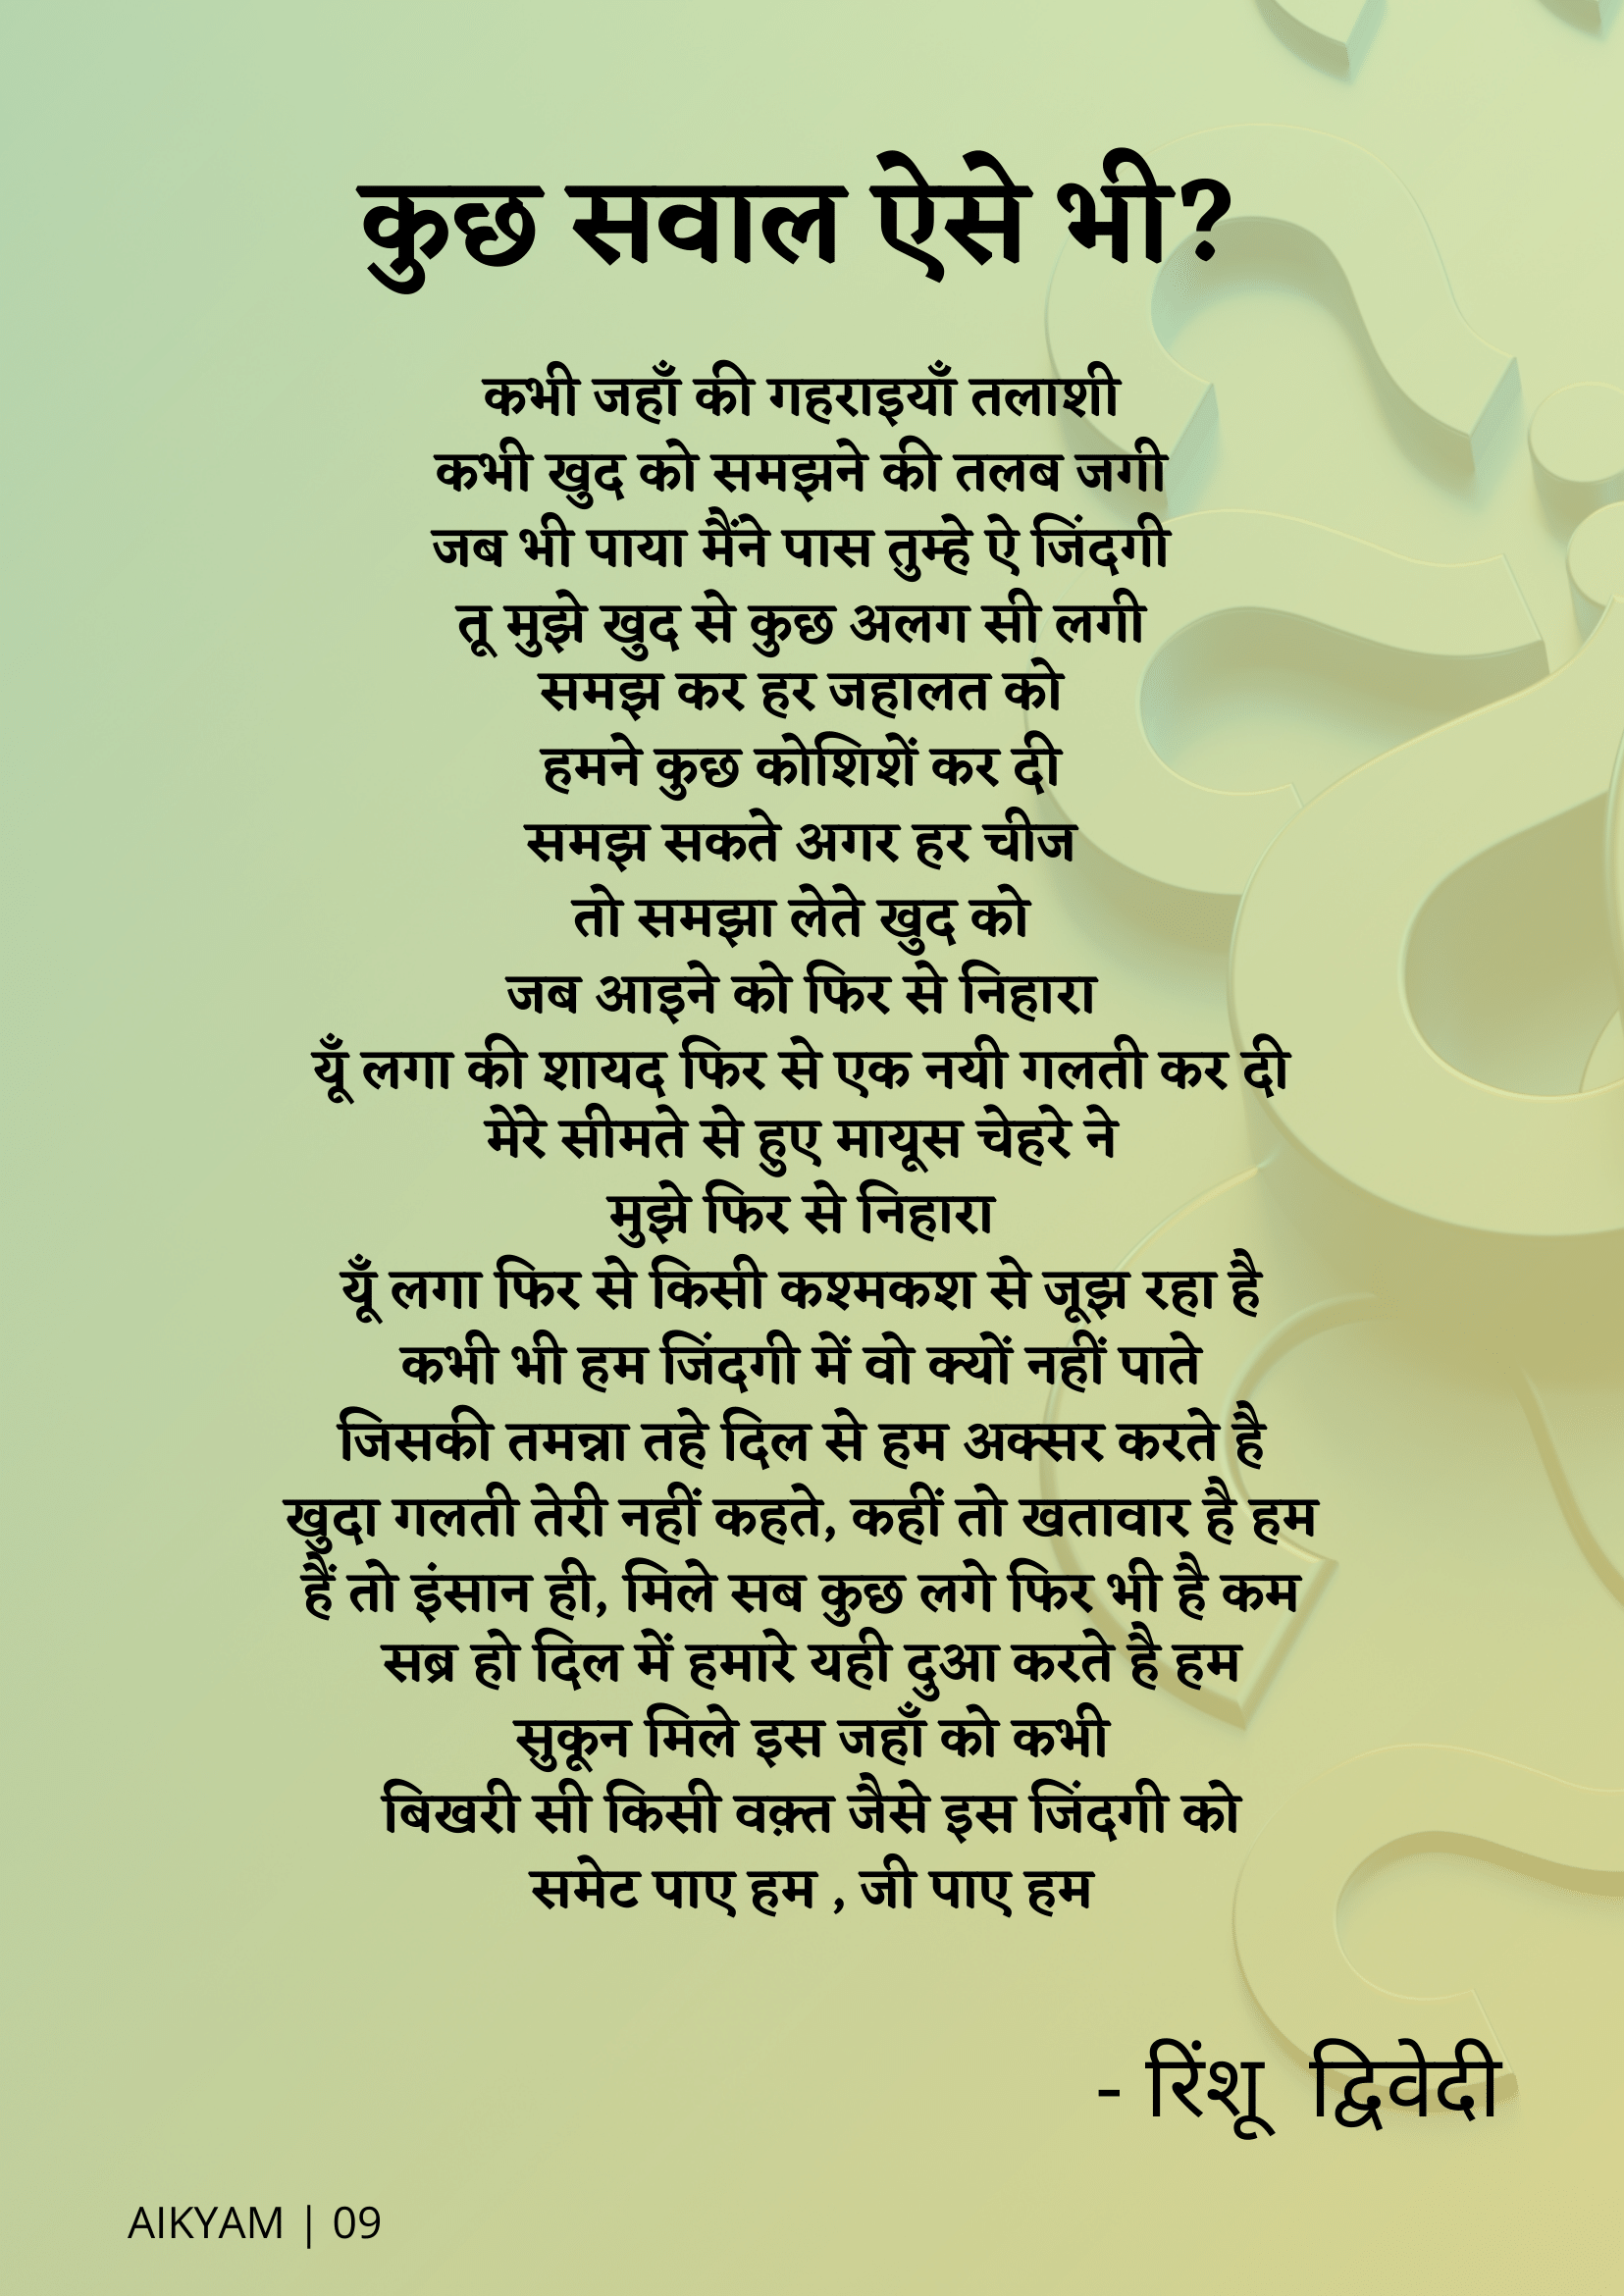 कुछ सवाल ऐसे भी?
कभी जहाँ की गहराइयाँ तलाशी
कभी खुद को समझने की तलब जगी
जब भी पाया मैंने पास तुम्हे ऐ जिंदगी
तू मुझे खुद से कुछ अलग सी लगी
समझ कर हर जहालत को
हमने कुछ कोशिशें कर दी
समझ सकते अगर हर चीज
तो समझा लेते खुद को
जब आइने को फिर से निहारा
यूँ लगा की शायद फिर से एक नयी गलती कर दी
मेरे सीमते से हुए मायूस चेहरे ने
मुझे फिर से निहारा
यूँ लगा फिर से किसी कश्मकश से जूझ रहा है
कभी भी हम जिंदगी में वो क्यों नहीं पाते
जिसकी तमन्ना तहे दिल से हम अक्सर करते है
खुदा गलती तेरी नहीं कहते, कहीं तो खतावार है हम
हैं तो इंसान ही, मिले सब कुछ लगे फिर भी है कम
सब्र हो दिल में हमारे यही दुआ करते है हम
सुकून मिले इस जहाँ को कभी
बिखरी सी किसी वक़्त जैसे इस जिंदगी को
समेट पाए हम , जी पाए हम
- रिंशू द्विवेदी
AIKYAM | 09